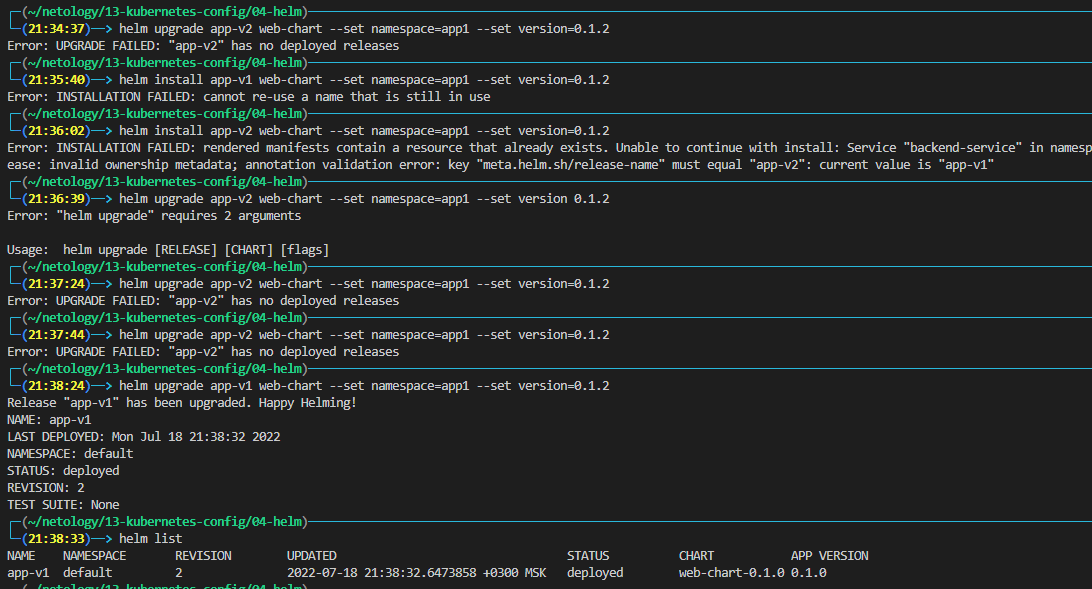 (~/netology/13-kubernetes-config/04-helm)
(21:34:37)──> helm upgrade app-v2 web-chart --set namespace=app1 --set version=0.1.2
Error: UPGRADE FAILED: "app-v2" has no deployed releases
(~/netology/13-kubernetes-config/04-helm)
(21:35:40)──> helm install app-v1 web-chart --set namespace=app1 --set version=0.1.2
Error: INSTALLATION FAILED: cannot re-use a name that is still in use
(~/netology/13-kubernetes-config/04-helm)
(21:36:02)──> helm install app-v2 web-chart --set namespace=app1 --set version=0.1.2
Error: INSTALLATION FAILED: rendered manifests contain a resource that already exists. Unable to continue with install: Service "backend-service" in namesp
ease: invalid ownership metadata; annotation validation error: key "meta.helm.sh/release-name" must equal "app-v2": current value is "app-v1"
(~/netology/13-kubernetes-config/04-helm)
(21:36:39)──> helm upgrade app-v2 web-chart --set namespace=app1 --set version 0.1.2
Error: "helm upgrade" requires 2 arguments
Usage:  helm upgrade [RELEASE] [CHART] [flags]
(~/netology/13-kubernetes-config/04-helm)
(21:37:24)──> helm upgrade app-v2 web-chart --set namespace=app1 --set version=0.1.2
Error: UPGRADE FAILED: "app-v2" has no deployed releases
(~/netology/13-kubernetes-config/04-helm)
(21:37:44)──> helm upgrade app-v2 web-chart --set namespace=app1 --set version=0.1.2
Error: UPGRADE FAILED: "app-v2" has no deployed releases
(~/netology/13-kubernetes-config/04-helm)
(21:38:24)──> helm upgrade app-v1 web-chart --set namespace=app1 --set version=0.1.2
Release "app-v1" has been upgraded. Happy Helming!
NAME: app-v1
LAST DEPLOYED: Mon Jul 18 21:38:32 2022
NAMESPACE: default
STATUS: deployed
REVISION: 2
TEST SUITE: None
(~/netology/13-kubernetes-config/04-helm)
(21:38:33)──> helm list
NAME    NAMESPACE       REVISION        UPDATED                                 STATUS          CHART           APP VERSION
app-v1  default         2               2022-07-18 21:38:32.6473858 +0300 MSK   deployed        web-chart-0.1.0 0.1.0
(~/netology/13-kubernetes-config/04-helm)